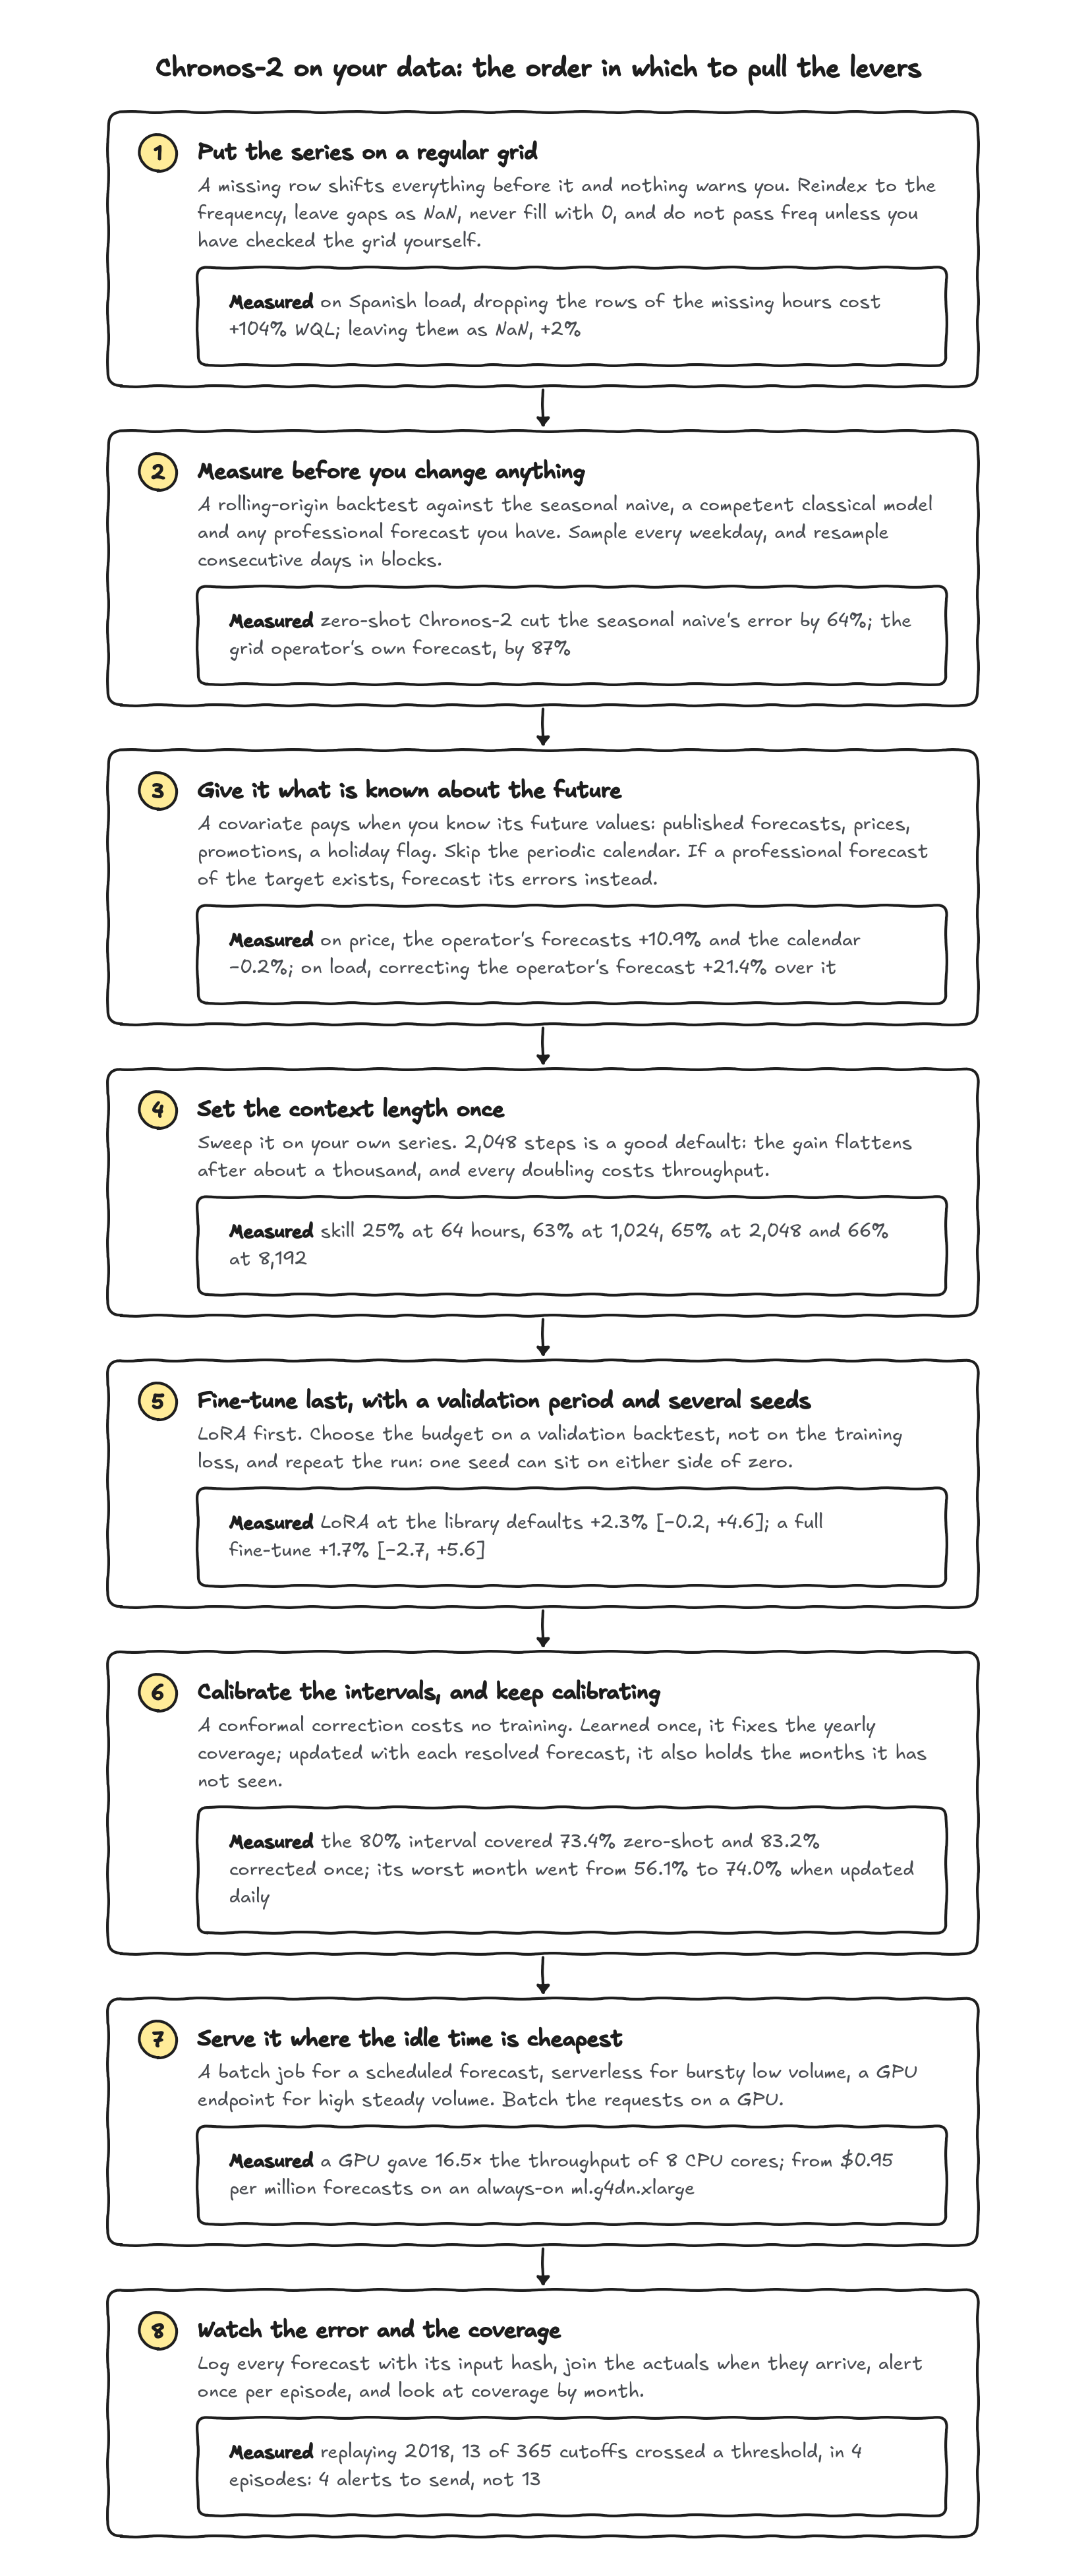 Chronos-2 on your data: the order in which to pull the levers
1
Put the series on a regular grid
A missing row shifts everything before it and nothing warns you. Reindex to the
frequency, leave gaps as NaN, never fill with 0, and do not pass freq unless you
have checked the grid yourself.
Measured on Spanish load, dropping the rows of the missing hours cost
+104% WQL; leaving them as NaN, +2%
2
Measure before you change anything
A rolling-origin backtest against the seasonal naive, a competent classical model
and any professional forecast you have. Sample every weekday, and resample
consecutive days in blocks.
Measured zero-shot Chronos-2 cut the seasonal naive's error by 64%; the
grid operator's own forecast, by 87%
3
Give it what is known about the future
A covariate pays when you know its future values: published forecasts, prices,
promotions, a holiday flag. Skip the periodic calendar. If a professional forecast
of the target exists, forecast its errors instead.
Measured on price, the operator's forecasts +10.9% and the calendar
−0.2%; on load, correcting the operator's forecast +21.4% over it
4
Set the context length once
Sweep it on your own series. 2,048 steps is a good default: the gain flattens
after about a thousand, and every doubling costs throughput.
Measured skill 25% at 64 hours, 63% at 1,024, 65% at 2,048 and 66%
at 8,192
5
Fine-tune last, with a validation period and several seeds
LoRA first. Choose the budget on a validation backtest, not on the training
loss, and repeat the run: one seed can sit on either side of zero.
Measured LoRA at the library defaults +2.3% [−0.2, +4.6]; a full
fine-tune +1.7% [−2.7, +5.6]
6
Calibrate the intervals, and keep calibrating
A conformal correction costs no training. Learned once, it fixes the yearly
coverage; updated with each resolved forecast, it also holds the months it has
not seen.
Measured the 80% interval covered 73.4% zero-shot and 83.2%
corrected once; its worst month went from 56.1% to 74.0% when updated
daily
7
Serve it where the idle time is cheapest
A batch job for a scheduled forecast, serverless for bursty low volume, a GPU
endpoint for high steady volume. Batch the requests on a GPU.
Measured a GPU gave 16.5× the throughput of 8 CPU cores; from $0.95
per million forecasts on an always-on ml.g4dn.xlarge
8
Watch the error and the coverage
Log every forecast with its input hash, join the actuals when they arrive, alert
once per episode, and look at coverage by month.
Measured replaying 2018, 13 of 365 cutoffs crossed a threshold, in 4
episodes: 4 alerts to send, not 13